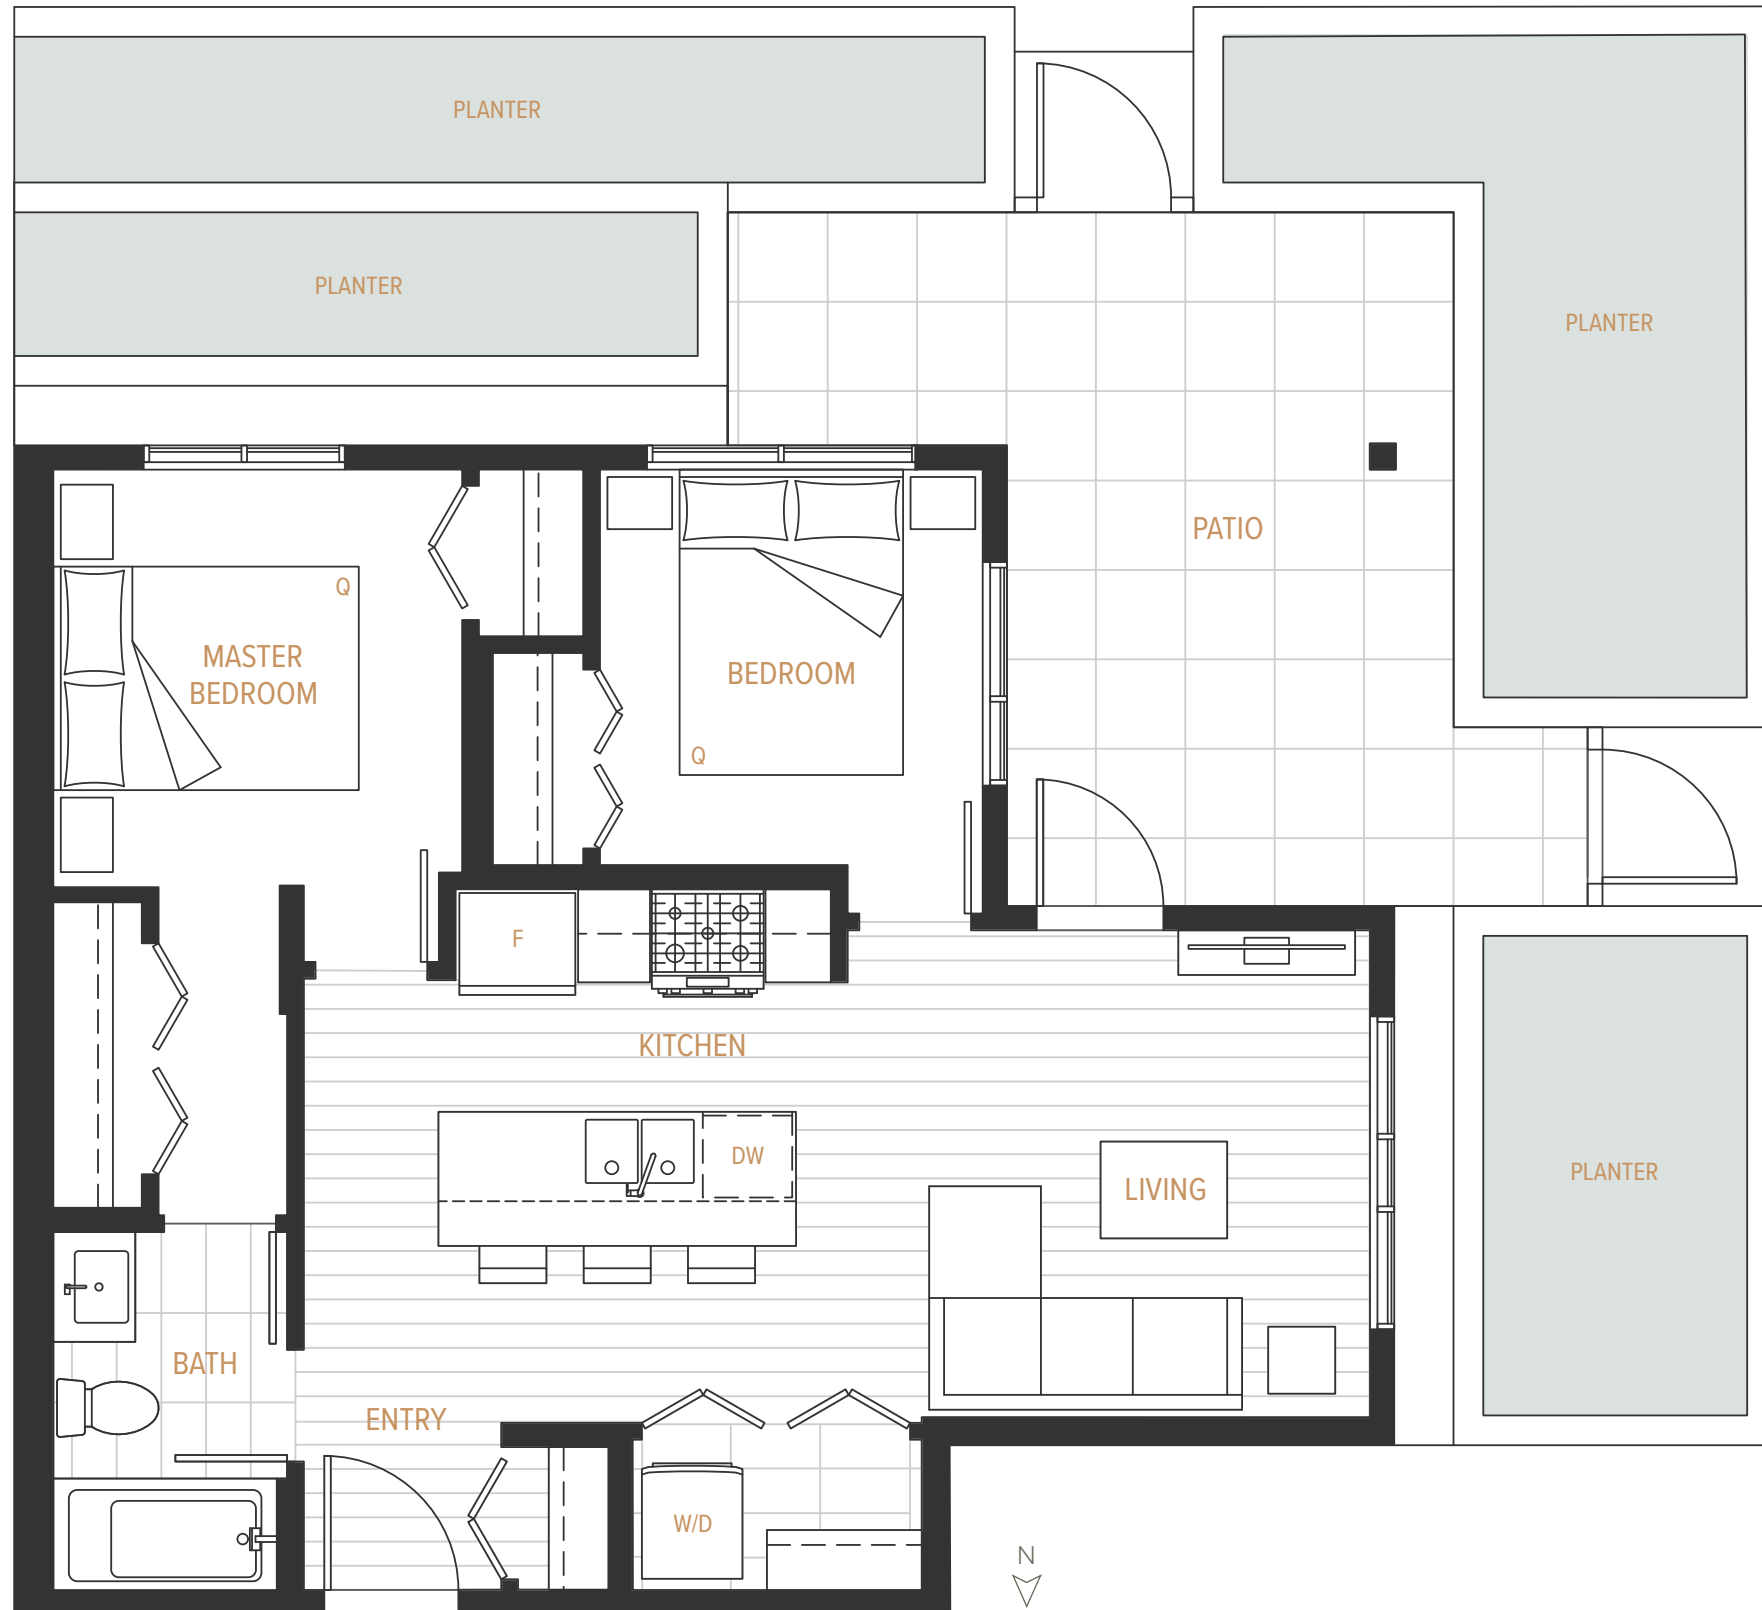 PLANTER
PLANTER
PLANTER
PATIO
Q
MASTER
BEDROOM
BEDROOM
Q
F
KITCHEN
DW
LIVING
PLANTER
BATH
ENTRY
W/D
N